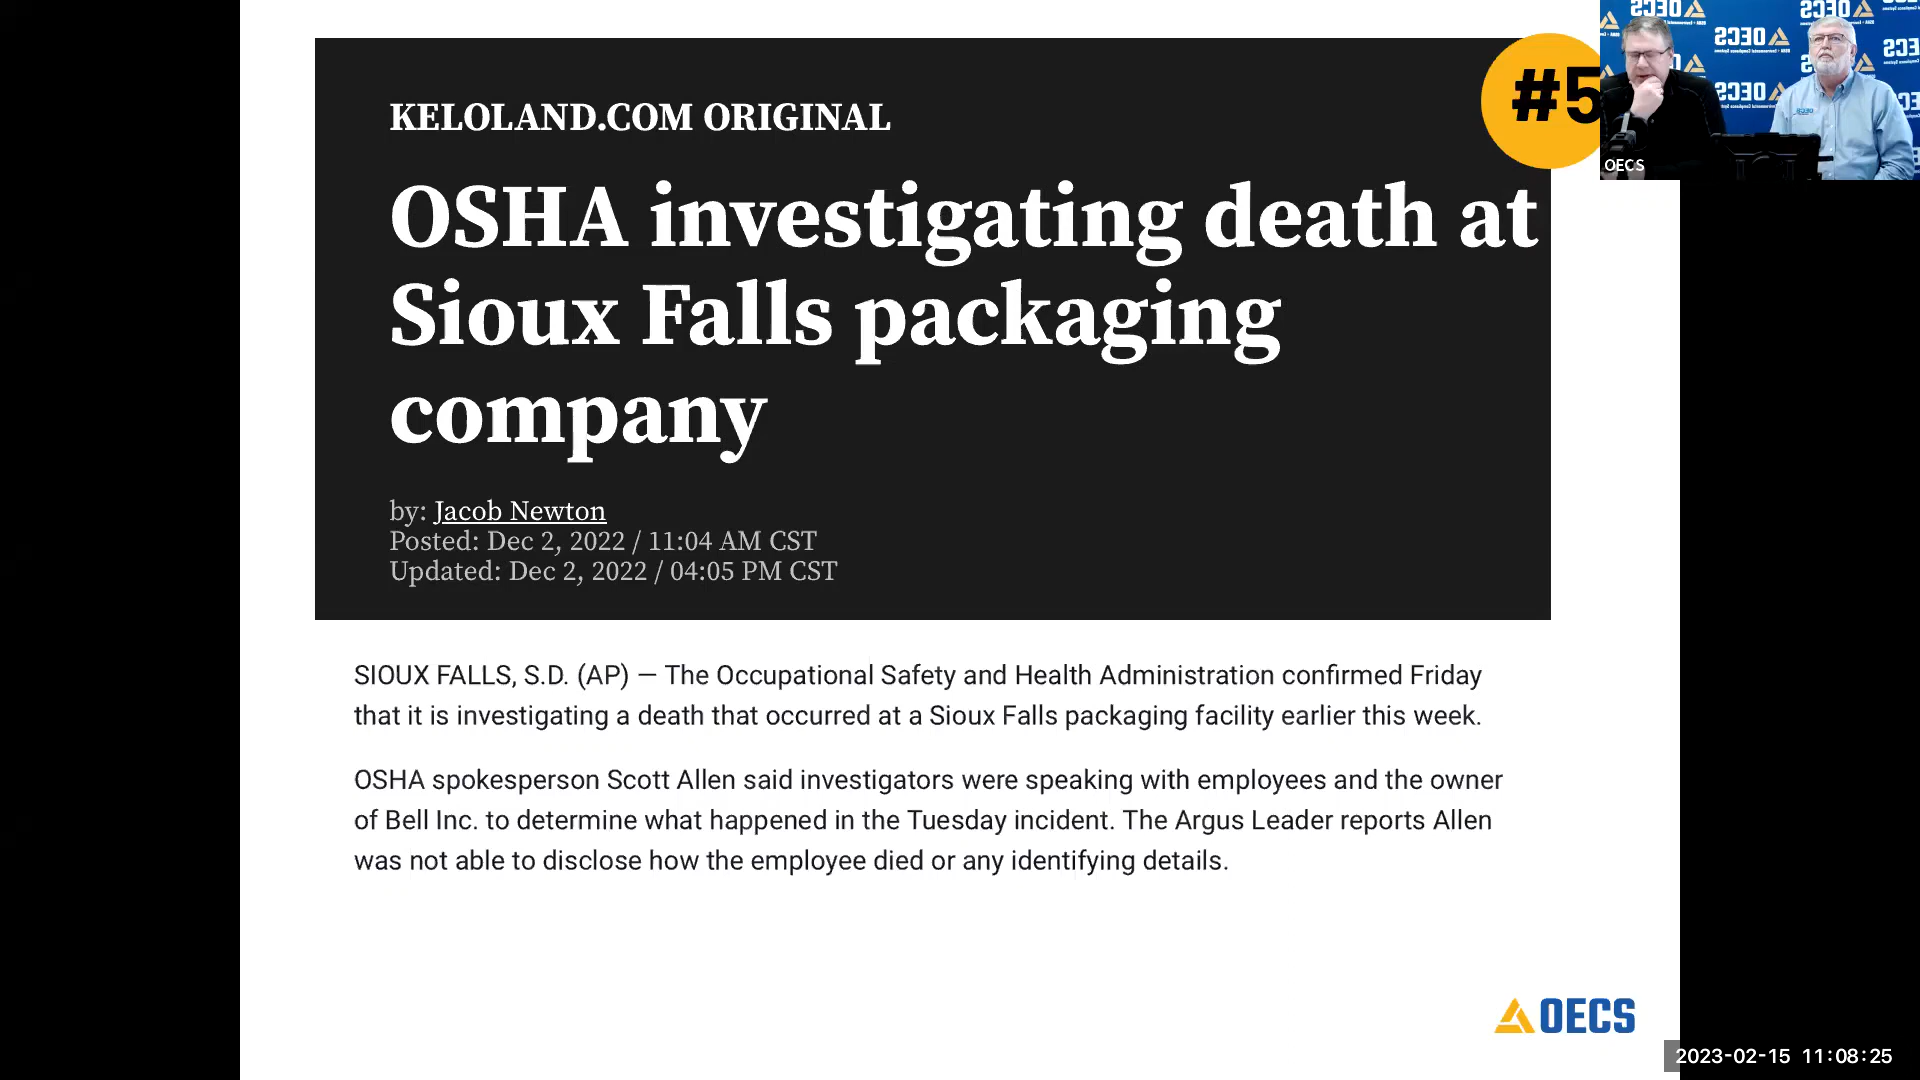 KELOLAND.COM ORIGINAL
#5
OSHA investigating death at
Sioux Falls packaging
company
by: Jacob Newton
Posted: Dec 2, 2022 / 11:04 AM CST
Updated: Dec 2, 2022 / 04:05 PM CST
SIOUX FALLS, S.D. (AP) — The Occupational Safety and Health Administration confirmed Friday
that it is investigating a death that occurred at a Sioux Falls packaging facility earlier this week.
OSHA spokesperson Scott Allen said investigators were speaking with employees and the owner
of Bell Inc. to determine what happened in the Tuesday incident. The Argus Leader reports Allen
was not able to disclose how the employee died or any identifying details.
OECS
OECS
OECS
OECS
OECS
OECS
2023-02-15 11:08:25